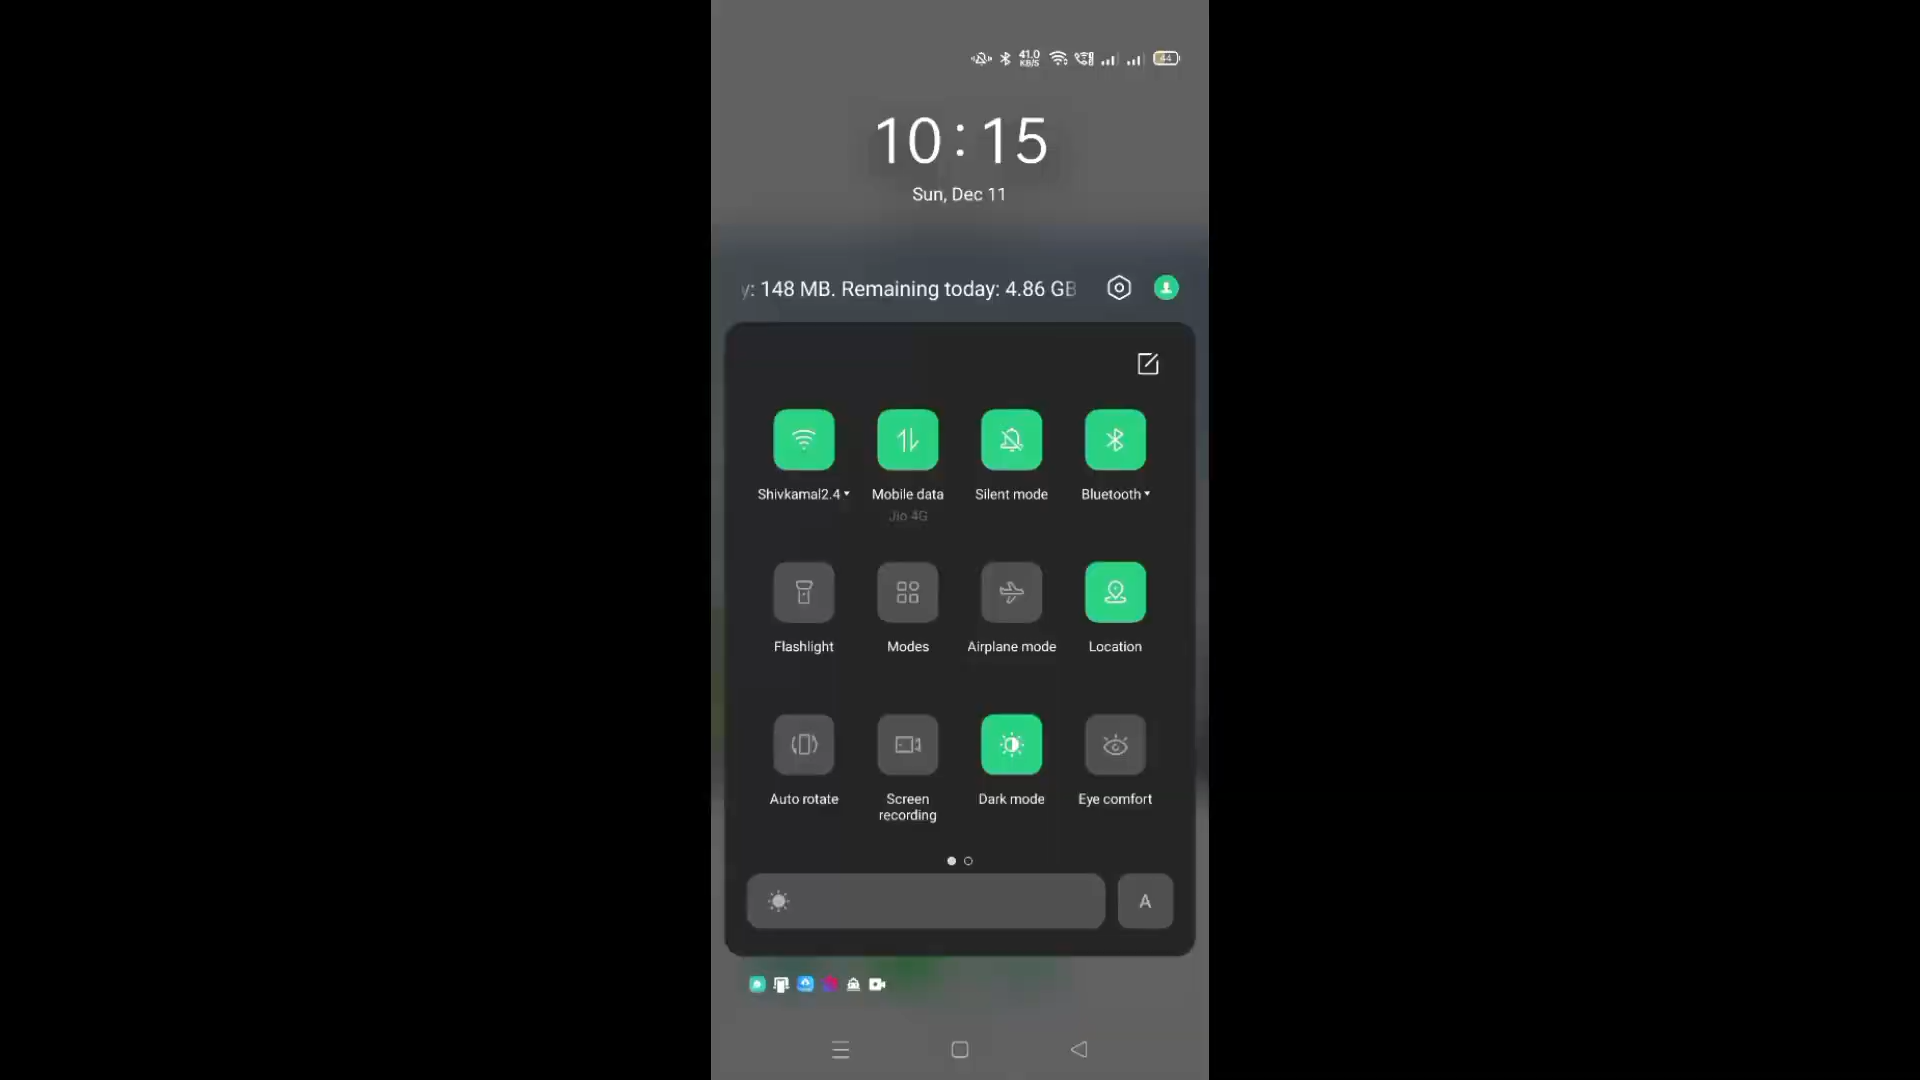 41.0
KB/S
44
10:15
Sun, Dec 11
y: 148 MB. Remaining today: 4.86 GB
Shivkamal2.4 Mobile data Silent mode Bluetooth
Jio 4G
Flashlight Modes Airplane mode Location
Auto rotate Screen recording Dark mode Eye comfort
A